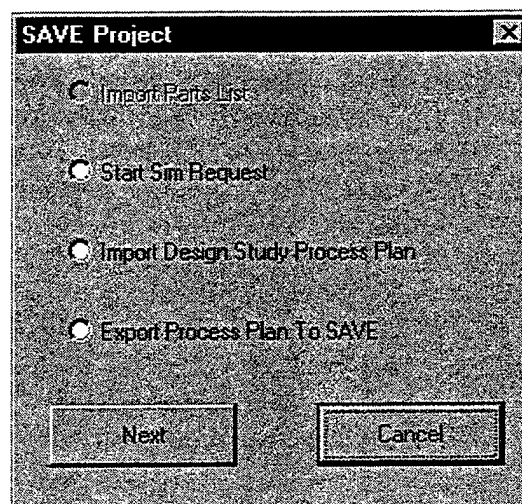 SAVE Project
Import Parts List
Start Sim Request
Import Design Study Process Plan
Export Process Plan To SAVE
Next
Cancel